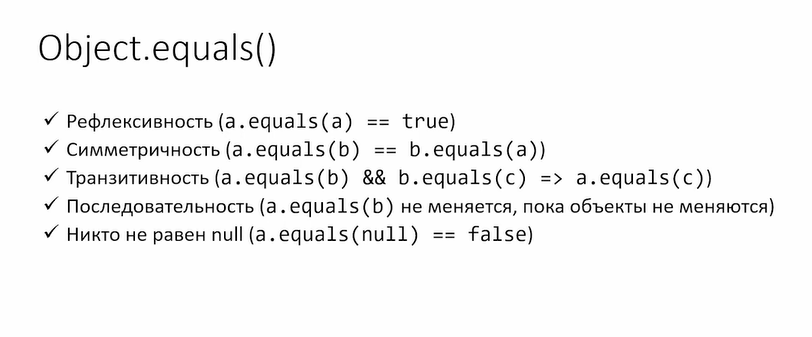 Object.equals()
✓ Рефлексивность (a.equals(a) == true)
✓ Симметричность (a.equals(b) == b.equals(a))
✓ Транзитивность (a.equals(b) && b.equals(c) => a.equals(c))
✓ Последовательность (a.equals(b) не меняется, пока объекты не меняются)
✓ Никто не равен null (a.equals(null) == false)